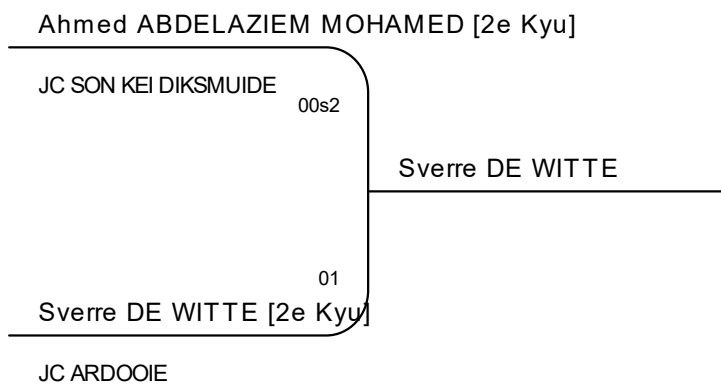 Ahmed ABDELAZIEM MOHAMED [2e Kyu]
JC SON KEI DIKSMUIDE
00s2
Sverre DE WITTE
01
Sverre DE WITTE [2e Kyu]
JC ARDOOIE